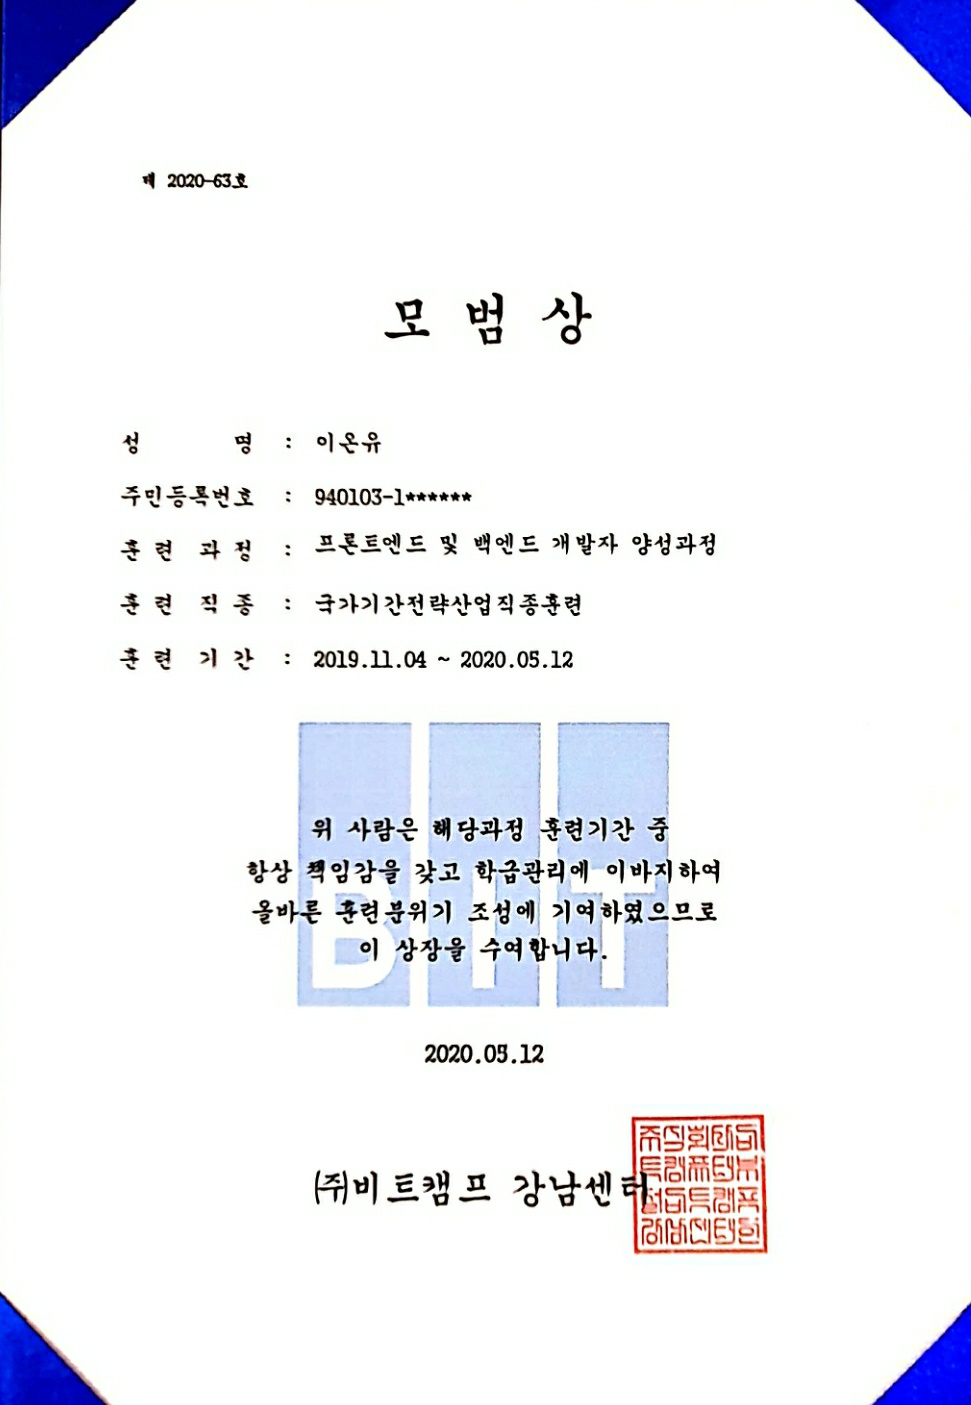 제 2020-63호
모 범 상
성 명 : 이온유
주민등록번호 : 940103-1******
훈 련 과 정 : 프론트엔드 및 백엔드 개발자 양성과정
훈 련 직 종 : 국가기간전략산업직종훈련
훈 련 기 간 : 2019.11.04 ~ 2020.05.12
BIT
위 사람은 해당과정 훈련기간 중
항상 책임감을 갖고 학급관리에 이바지하여
올바른 훈련분위기 조성에 기여하였으므로
이 상장을 수여합니다.
2020.05.12
㈜비트캠프 강남센터